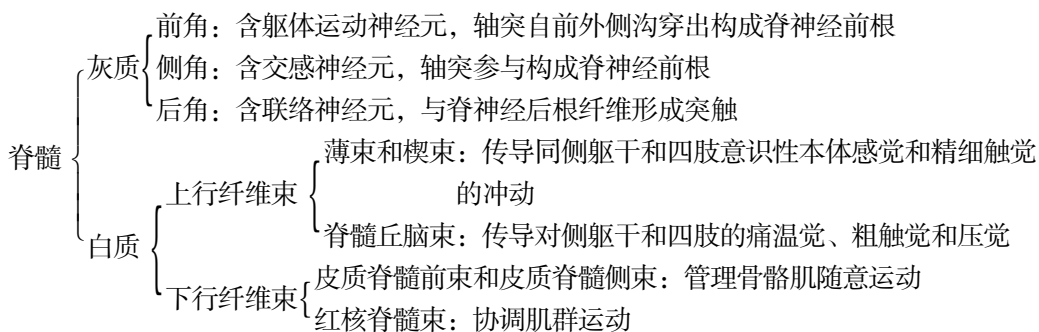 前角：含躯体运动神经元，轴突自前外侧沟穿出构成脊神经前根
灰质
侧角：含交感神经元，轴突参与构成脊神经前根
后角：含联络神经元，与脊神经后根纤维形成突触
脊髓
薄束和楔束：传导同侧躯干和四肢意识性本体感觉和精细触觉
的冲动
上行纤维束
脊髓丘脑束：传导对侧躯干和四肢的痛温觉、粗触觉和压觉
白质
皮质脊髓前束和皮质脊髓侧束：管理骨骼肌随意运动
下行纤维束
红核脊髓束：协调肌群运动